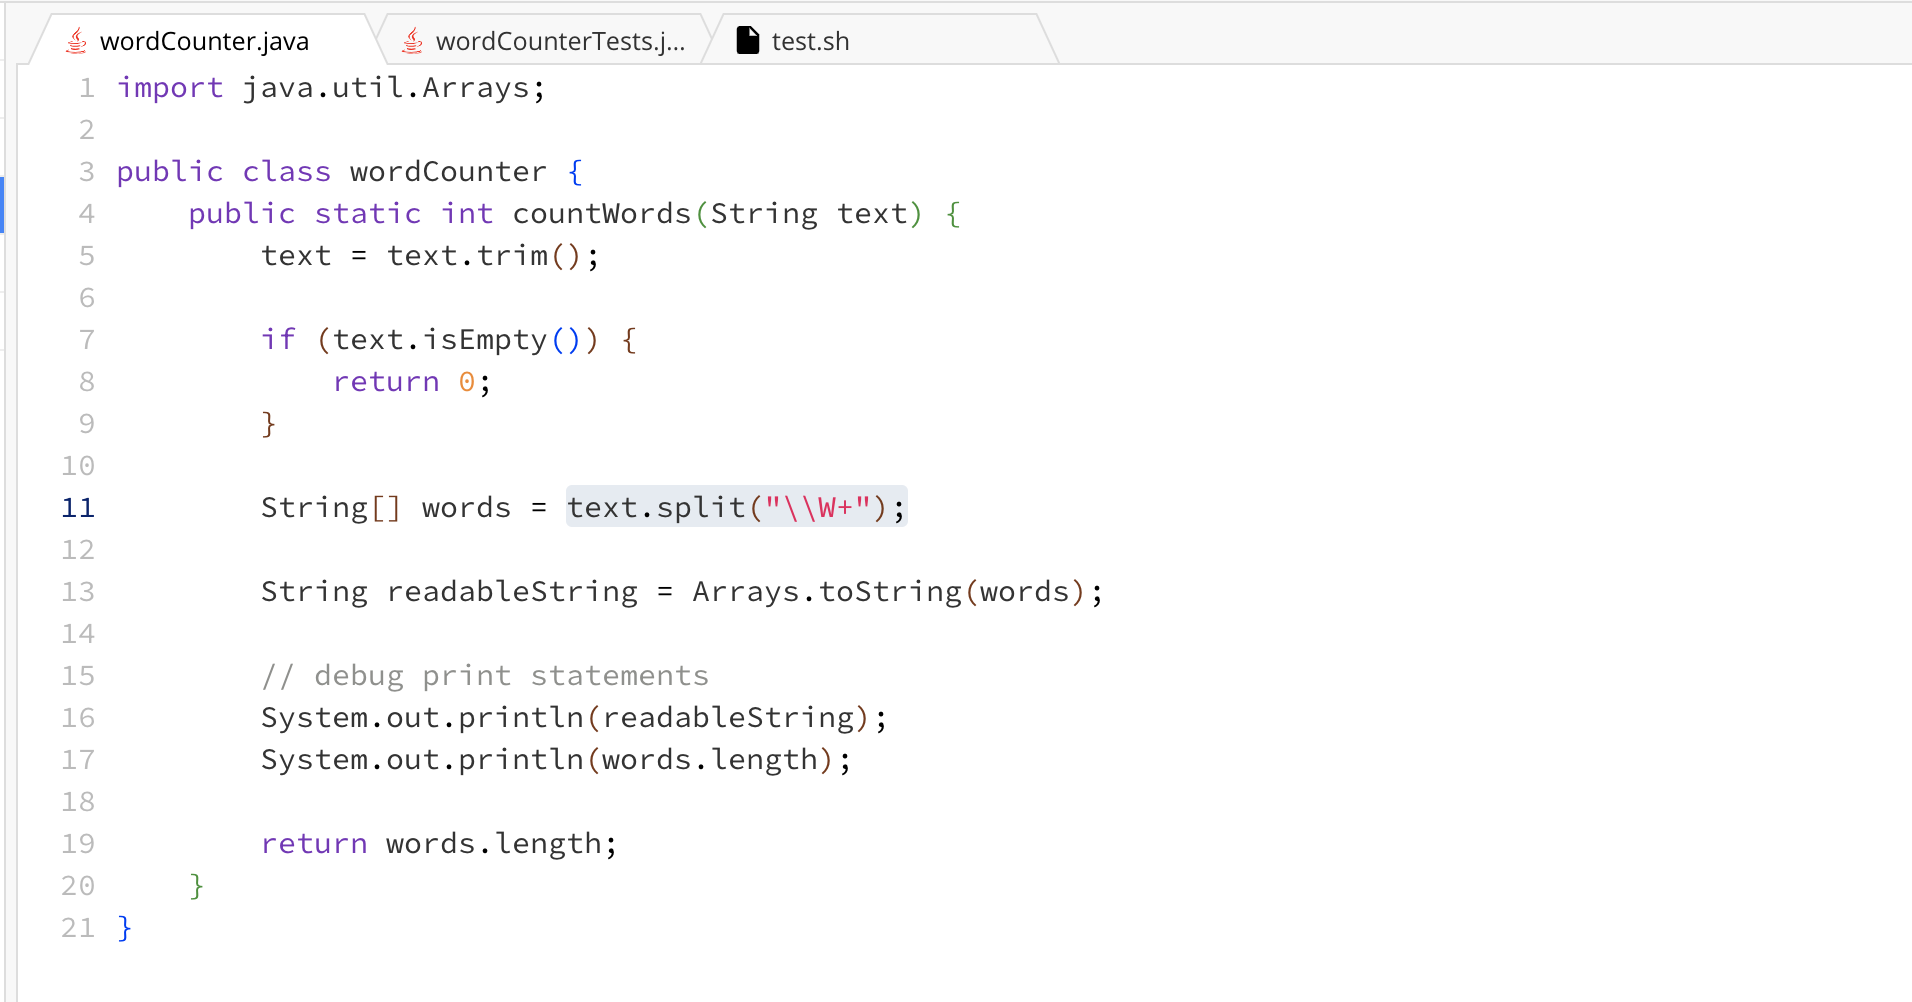 wordCounter.java wordCounterTests.j... test.sh
1 import java.util.Arrays;
2
3 public class wordCounter {
4     public static int countWords(String text) {
5         text = text.trim();
6
7         if (text.isEmpty()) {
8             return 0;
9         }
10
11         String[] words = text.split("\\W+");
12
13         String readableString = Arrays.toString(words);
14
15         // debug print statements
16         System.out.println(readableString);
17         System.out.println(words.length);
18
19         return words.length;
20     }
21 }